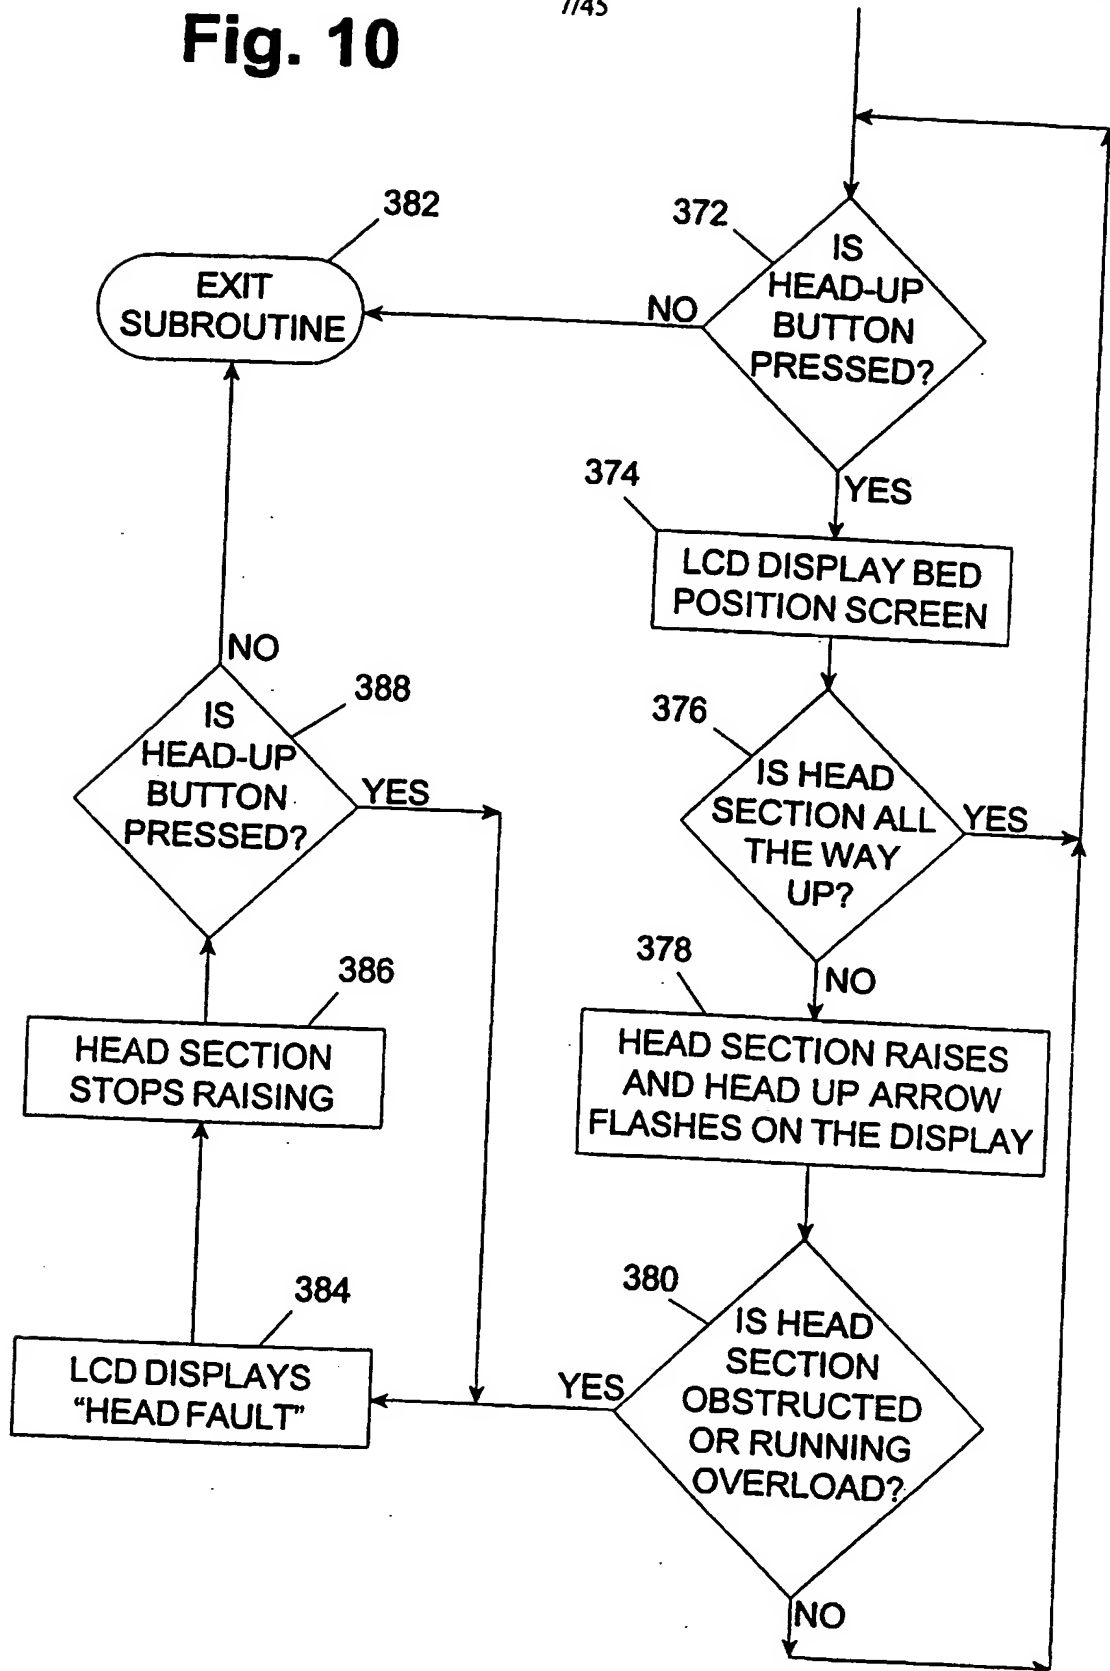 7/45
Fig. 10
382
EXIT
SUBROUTINE
372
IS
HEAD-UP
BUTTON
PRESSED?
NO
YES
374
LCD DISPLAY BED
POSITION SCREEN
376
IS HEAD
SECTION ALL
THE WAY
UP?
YES
NO
378
HEAD SECTION RAISES
AND HEAD UP ARROW
FLASHES ON THE DISPLAY
380
IS HEAD
SECTION
OBSTRUCTED
OR RUNNING
OVERLOAD?
YES
NO
384
LCD DISPLAYS
“HEAD FAULT”
386
HEAD SECTION
STOPS RAISING
388
IS
HEAD-UP
BUTTON
PRESSED?
YES
NO